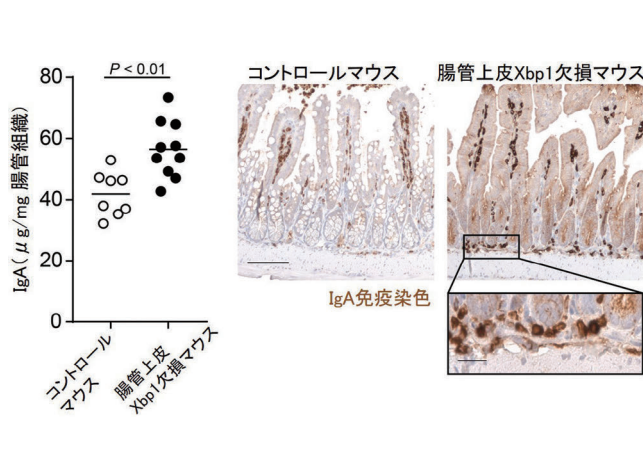 P < 0.01
80
60
40
20
0
IgA(μg/mg 腸管組織)
コントロール
マウス
腸管上皮
Xbp1欠損マウス
コントロールマウス
腸管上皮Xbp1欠損マウス
IgA免疫染色